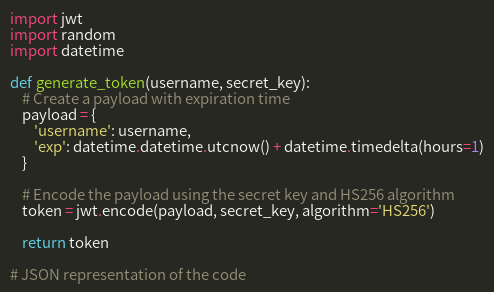 import jwt
import random
import datetime

def generate_token(username, secret_key):
    # Create a payload with expiration time
    payload = {
        'username': username,
        'exp': datetime.datetime.utcnow() + datetime.timedelta(hours=1)
    }

    # Encode the payload using the secret key and HS256 algorithm
    token = jwt.encode(payload, secret_key, algorithm='HS256')

    return token

# JSON representation of the code